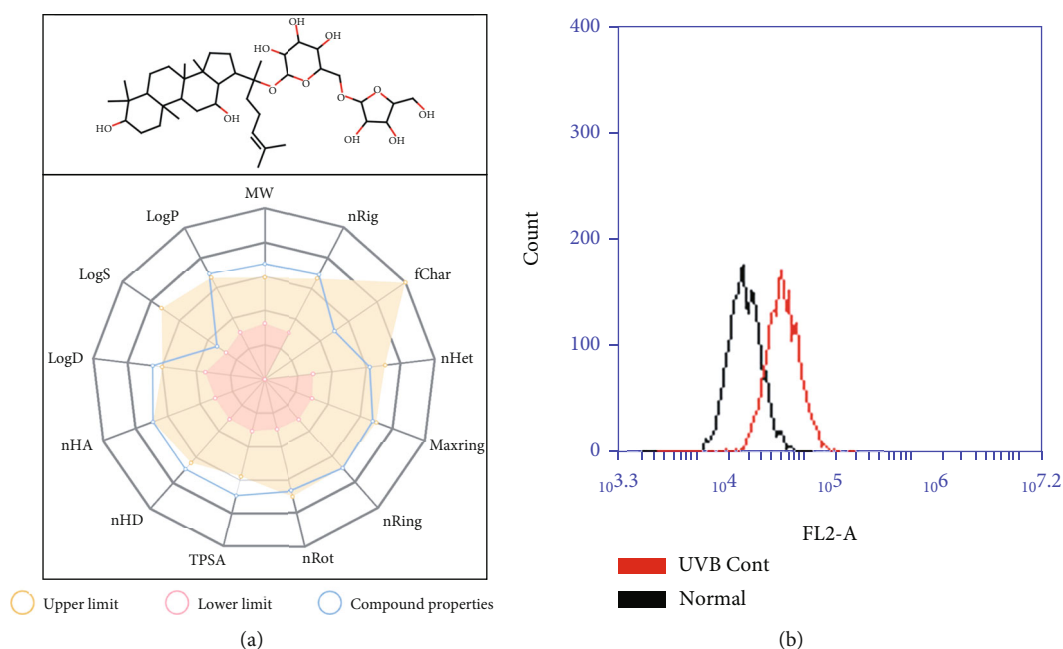 OH
OH
HO
O
O
O
O
OH
OH
HO
OH
OH
MW
nRig
fChar
nHet
Maxring
nRing
nRot
TPSA
nHD
nHA
LogD
LogS
LogP
Upper limit
Lower limit
Compound properties
(a)
400
300
200
100
0
Count
10^3.3
10^4
10^5
10^6
10^7.2
FL2-A
UVB Cont
Normal
(b)